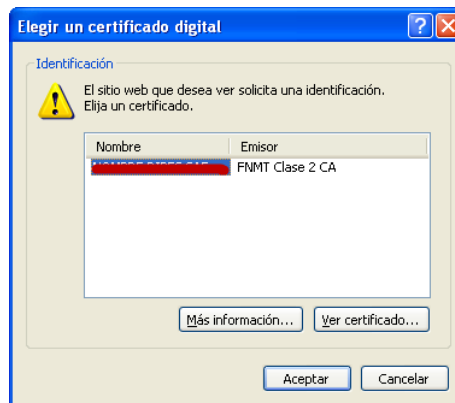 Elegir un certificado digital
Identificación
El sitio web que desea ver solicita una identificación.
Elija un certificado.
Nombre Emisor
FNMT Clase 2 CA
Más información... Ver certificado...
Aceptar Cancelar